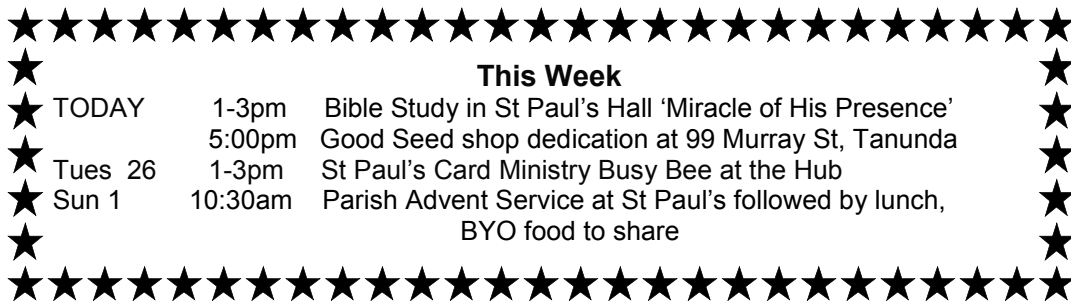 This Week
TODAY 1-3pm Bible Study in St Paul's Hall 'Miracle of His Presence'
5:00pm Good Seed shop dedication at 99 Murray St, Tanunda
Tues 26 1-3pm St Paul's Card Ministry Busy Bee at the Hub
Sun 1 10:30am Parish Advent Service at St Paul's followed by lunch,
BYO food to share